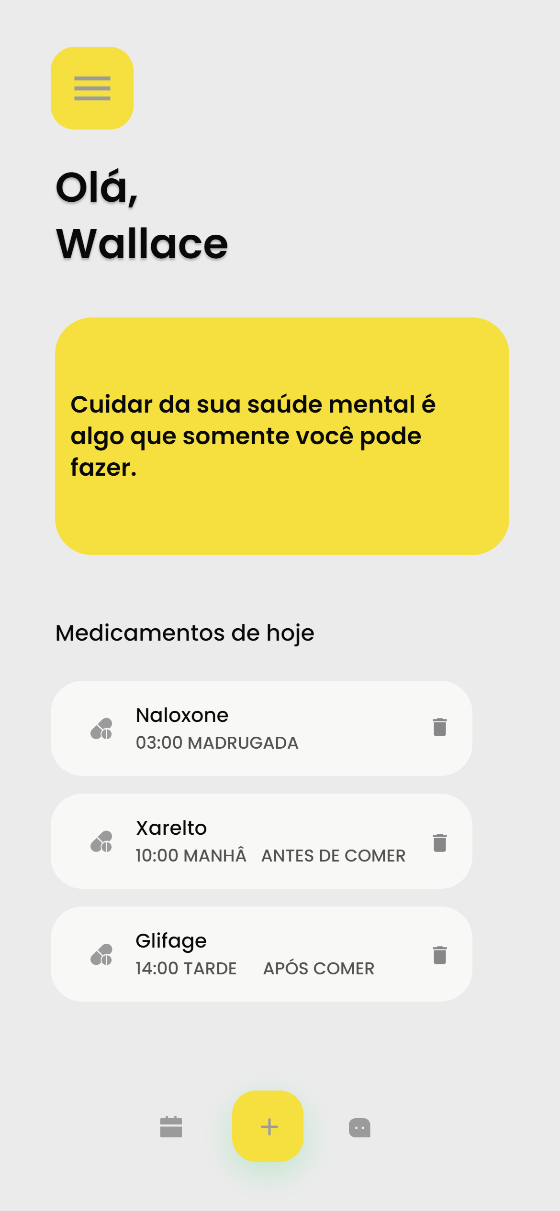 Olá,
Wallace
Cuidar da sua saúde mental é
algo que somente você pode
fazer.
Medicamentos de hoje
Naloxone
03:00 MADRUGADA
Xarelto
10:00 MANHÂ ANTES DE COMER
Glifage
14:00 TARDE APÓS COMER